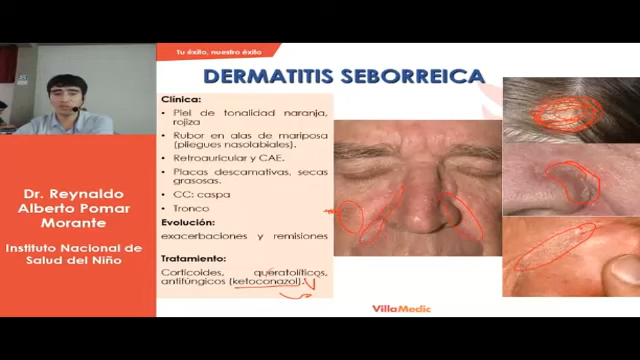 Tu éxito, nuestro éxito
DERMATITIS SEBORREICA
Clínica:
• Piel de tonalidad naranja,
rojiza
• Rubor en alas de mariposa
(pliegues nasolabiales).
• Retroauricular y CAE.
• Placas descamativas, secas
grasosas.
• CC: caspa
• Tronco
Evolución:
exacerbaciones y remisiones
Tratamiento:
Corticoides, queratolíticos,
antifúngicos (ketoconazol).
Dr. Reynaldo
Alberto Pomar
Morante
Instituto Nacional de
Salud del Niño
VillaMedic